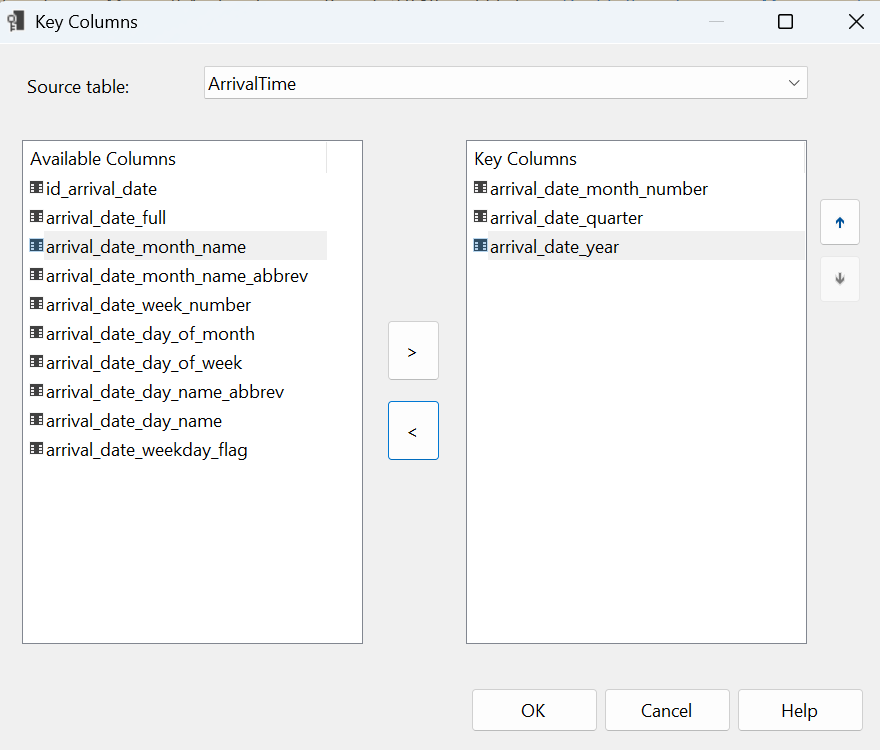 Key Columns
Source table:
ArrivalTime
Available Columns
id_arrival_date
arrival_date_full
arrival_date_month_name
arrival_date_month_name_abbrev
arrival_date_week_number
arrival_date_day_of_month
arrival_date_day_of_week
arrival_date_day_name_abbrev
arrival_date_day_name
arrival_date_weekday_flag
>
<
Key Columns
arrival_date_month_number
arrival_date_quarter
arrival_date_year
OK
Cancel
Help